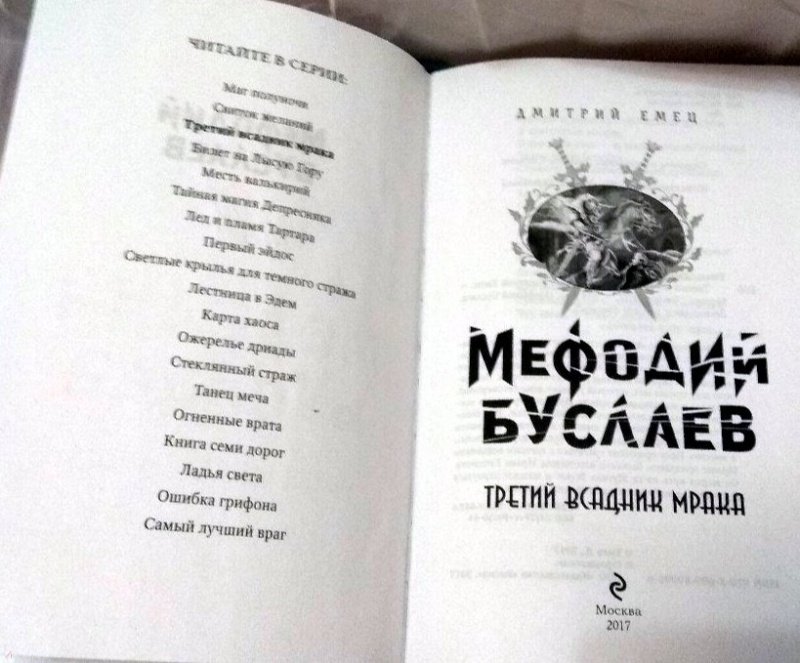 ЧИТАЙТЕ В СЕРИИ:
Маг полуночи
Свиток желаний
Третий всадник мрака
Билет на Лысую Гору
Месть валькирий
Тайная магия Депресняка
Лед и пламя Тартара
Первый эйдос
Светлые крылья для темного стража
Лестница в Эдем
Карта хаоса
Ожерелье дриады
Стеклянный страж
Танец меча
Огненные врата
Книга семи дорог
Ладья света
Ошибка грифона
Самый лучший враг
ДМИТРИЙ ЕМЕЦ
МЕФОДИЙ
БУСЛАЕВ
ТРЕТИЙ ВСАДНИК МРАКА
Москва
2017